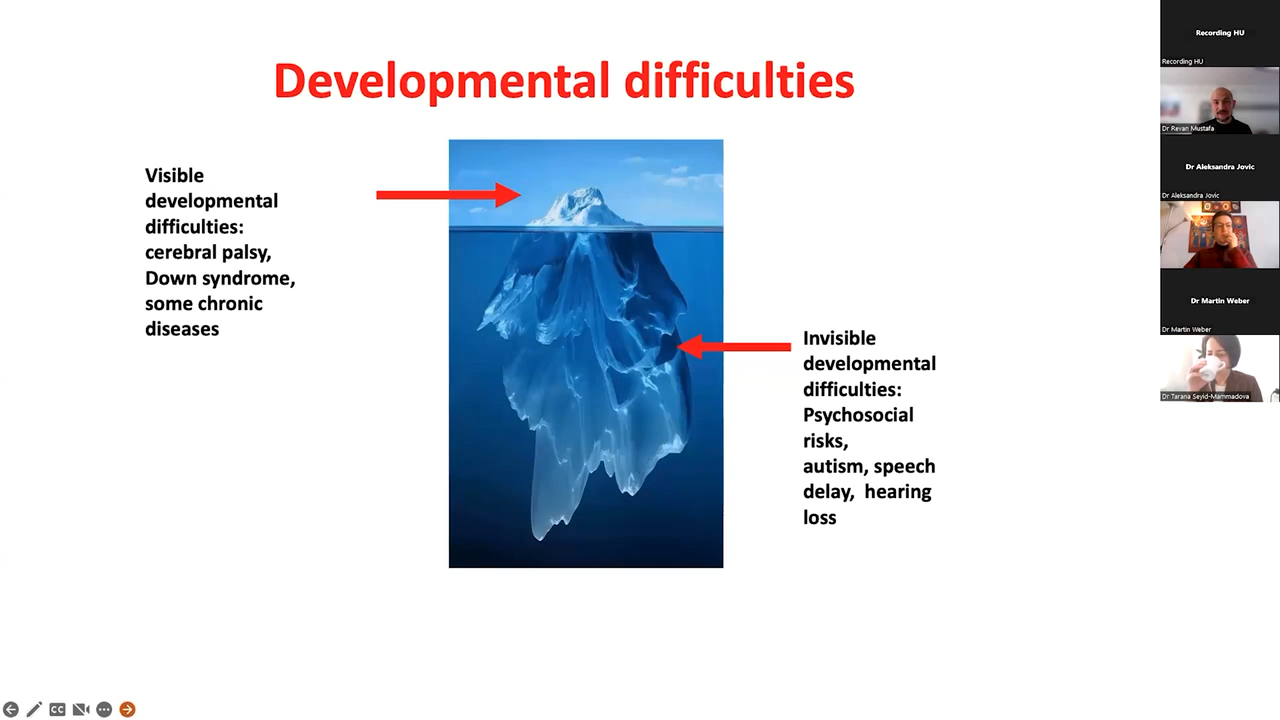 Developmental difficulties
Visible
developmental
difficulties:
cerebral palsy,
Down syndrome,
some chronic
diseases
Invisible
developmental
difficulties:
Psychosocial
risks,
autism, speech
delay, hearing
loss
Recording HU
Recording HU
Dr Revan Mustafa
Dr Aleksandra Jovic
Dr Aleksandra Jovic
Dr Martin Weber
Dr Martin Weber
Dr Tarana Seyid-Mammadova
CC